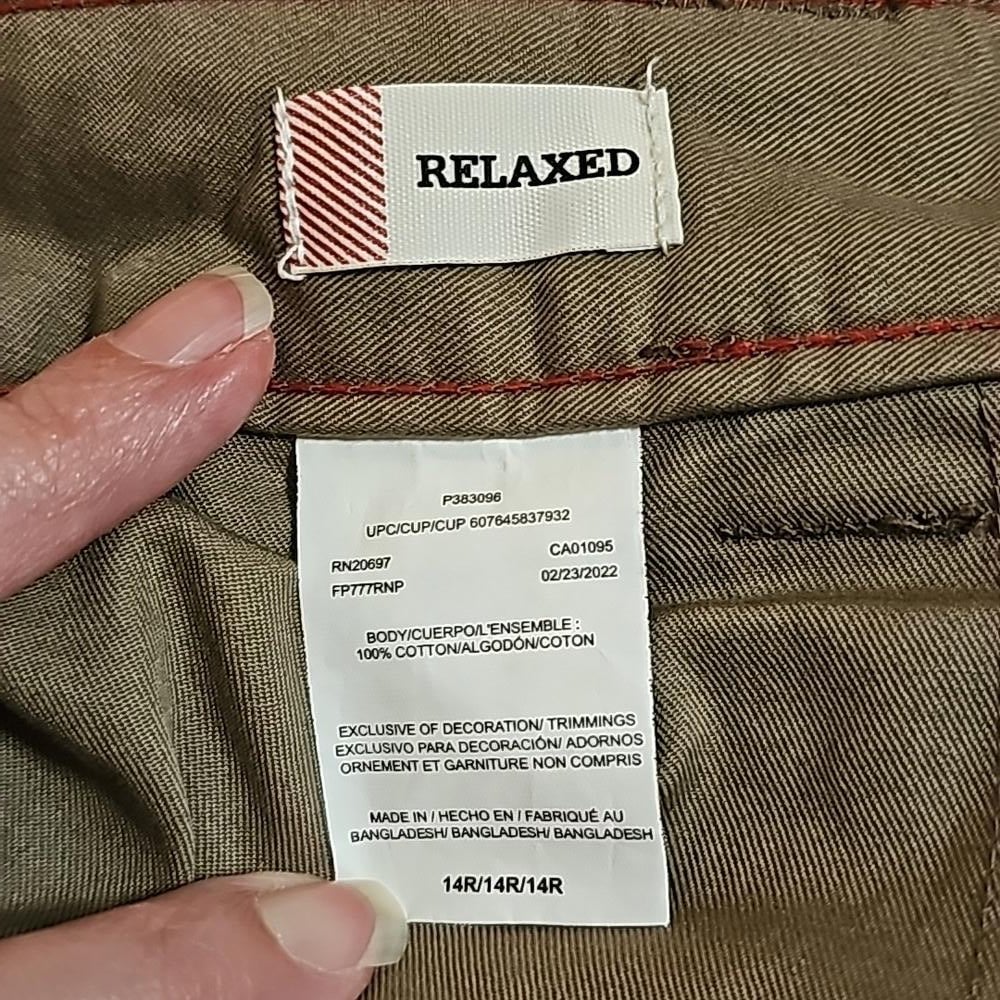 RELAXED
P383096
UPC/CUP/CUP 607645837932
RN20697 CA01095
FP777RNP 02/23/2022
BODY/CUERPO/L'ENSEMBLE :
100% COTTON/ALGODÓN/COTON
EXCLUSIVE OF DECORATION/ TRIMMINGS
EXCLUSIVO PARA DECORACIÓN/ ADORNOS
ORNEMENT ET GARNITURE NON COMPRIS
MADE IN / HECHO EN / FABRIQUÉ AU
BANGLADESH/ BANGLADESH/ BANGLADESH
14R/14R/14R